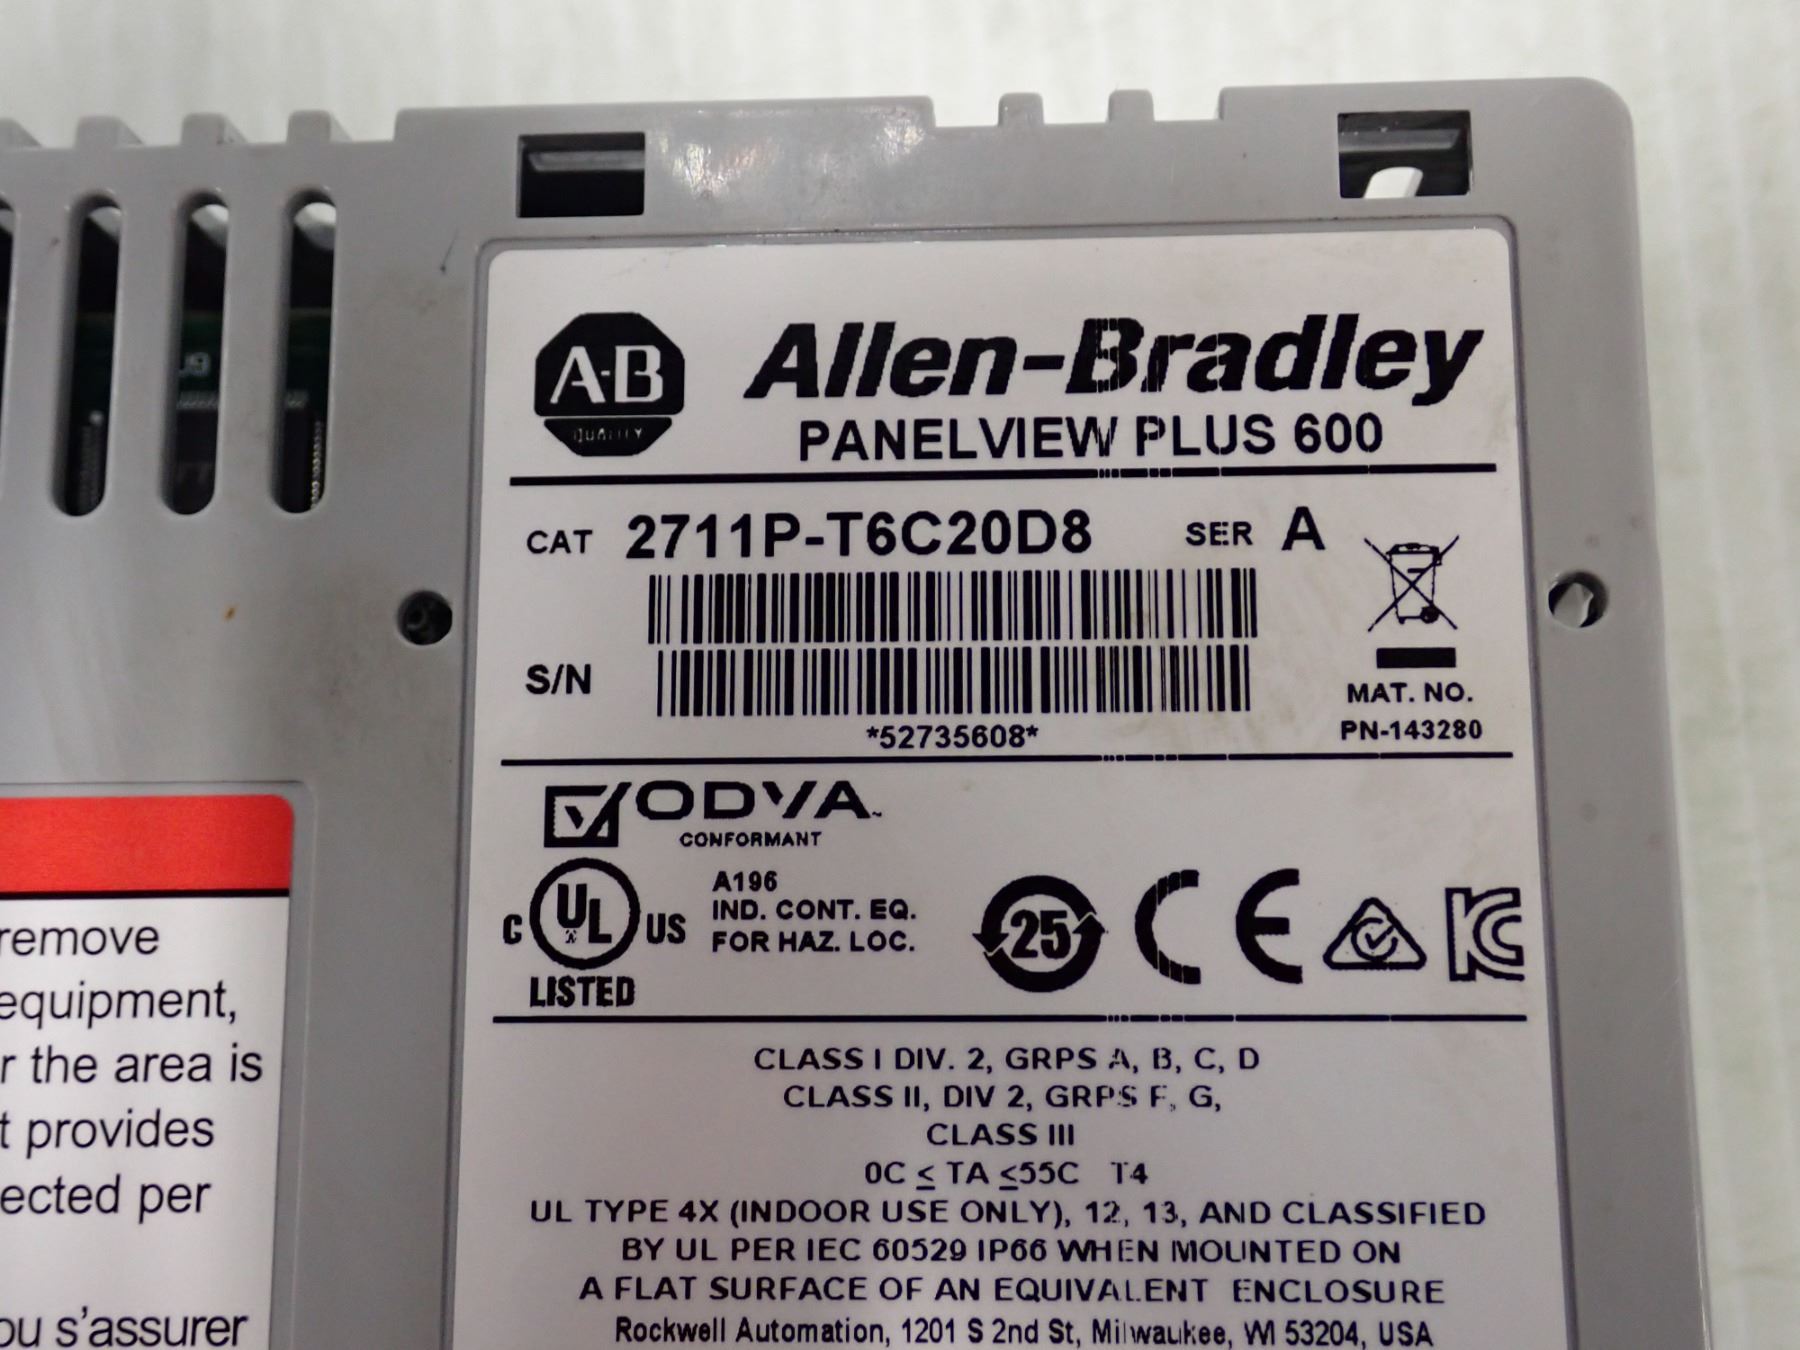 U9
A-B
QUALITY
Allen-Bradley
PANELVIEW PLUS 600
CAT 2711P-T6C20D8 SER A
S/N
*52735608*
MAT. NO.
PN-143280
ODVA™
CONFORMANT
C UL US
LISTED
A196
IND. CONT. EQ.
FOR HAZ. LOC.
25
CE
KC
CLASS I DIV. 2, GRPS A, B, C, D
CLASS II, DIV 2, GRPS F, G,
CLASS III
0C ≤ TA ≤55C T4
UL TYPE 4X (INDOOR USE ONLY), 12, 13, AND CLASSIFIED
BY UL PER IEC 60529 IP66 WHEN MOUNTED ON
A FLAT SURFACE OF AN EQUIVALENT ENCLOSURE
Rockwell Automation, 1201 S 2nd St, Milwaukee, WI 53204, USA
remove
equipment,
r the area is
t provides
ected per
ou s'assurer